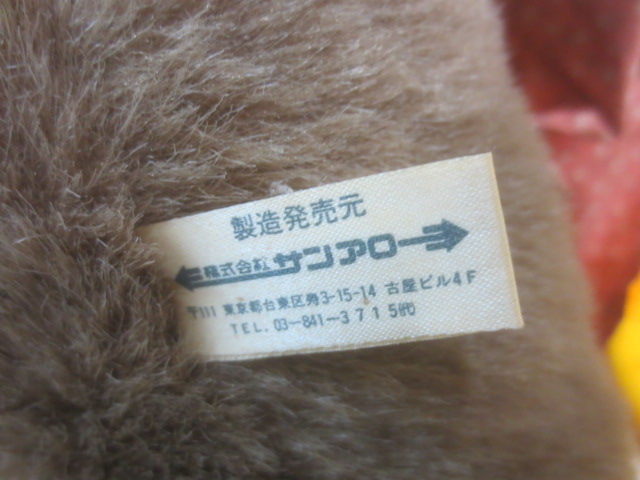 製造発売元
株式会社サンアロー
〒111 東京都台東区寿3-15-14 古屋ビル4F
TEL. 03-841-3715代